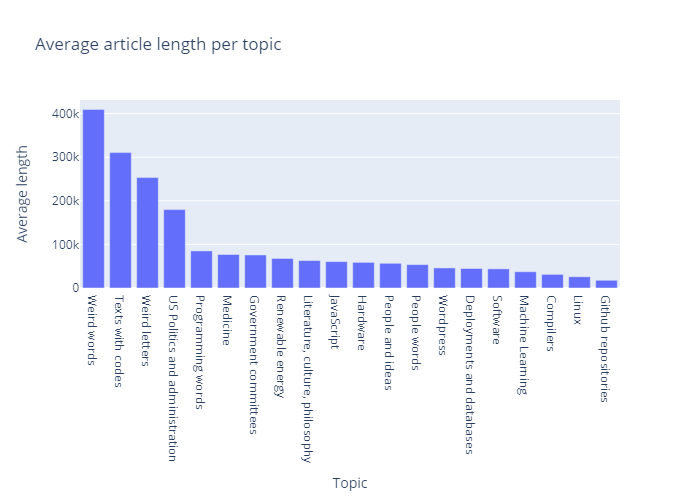 Average article length per topic
Average length
400k
300k
200k
100k
0
Weird words
Texts with codes
Weird letters
US Politics and administration
Programming words
Medicine
Government committees
Renewable energy
Literature, culture, philosophy
JavaScript
Hardware
People and ideas
People words
Wordpress
Deployments and databases
Software
Machine Learning
Compilers
Linux
Github repositories
Topic